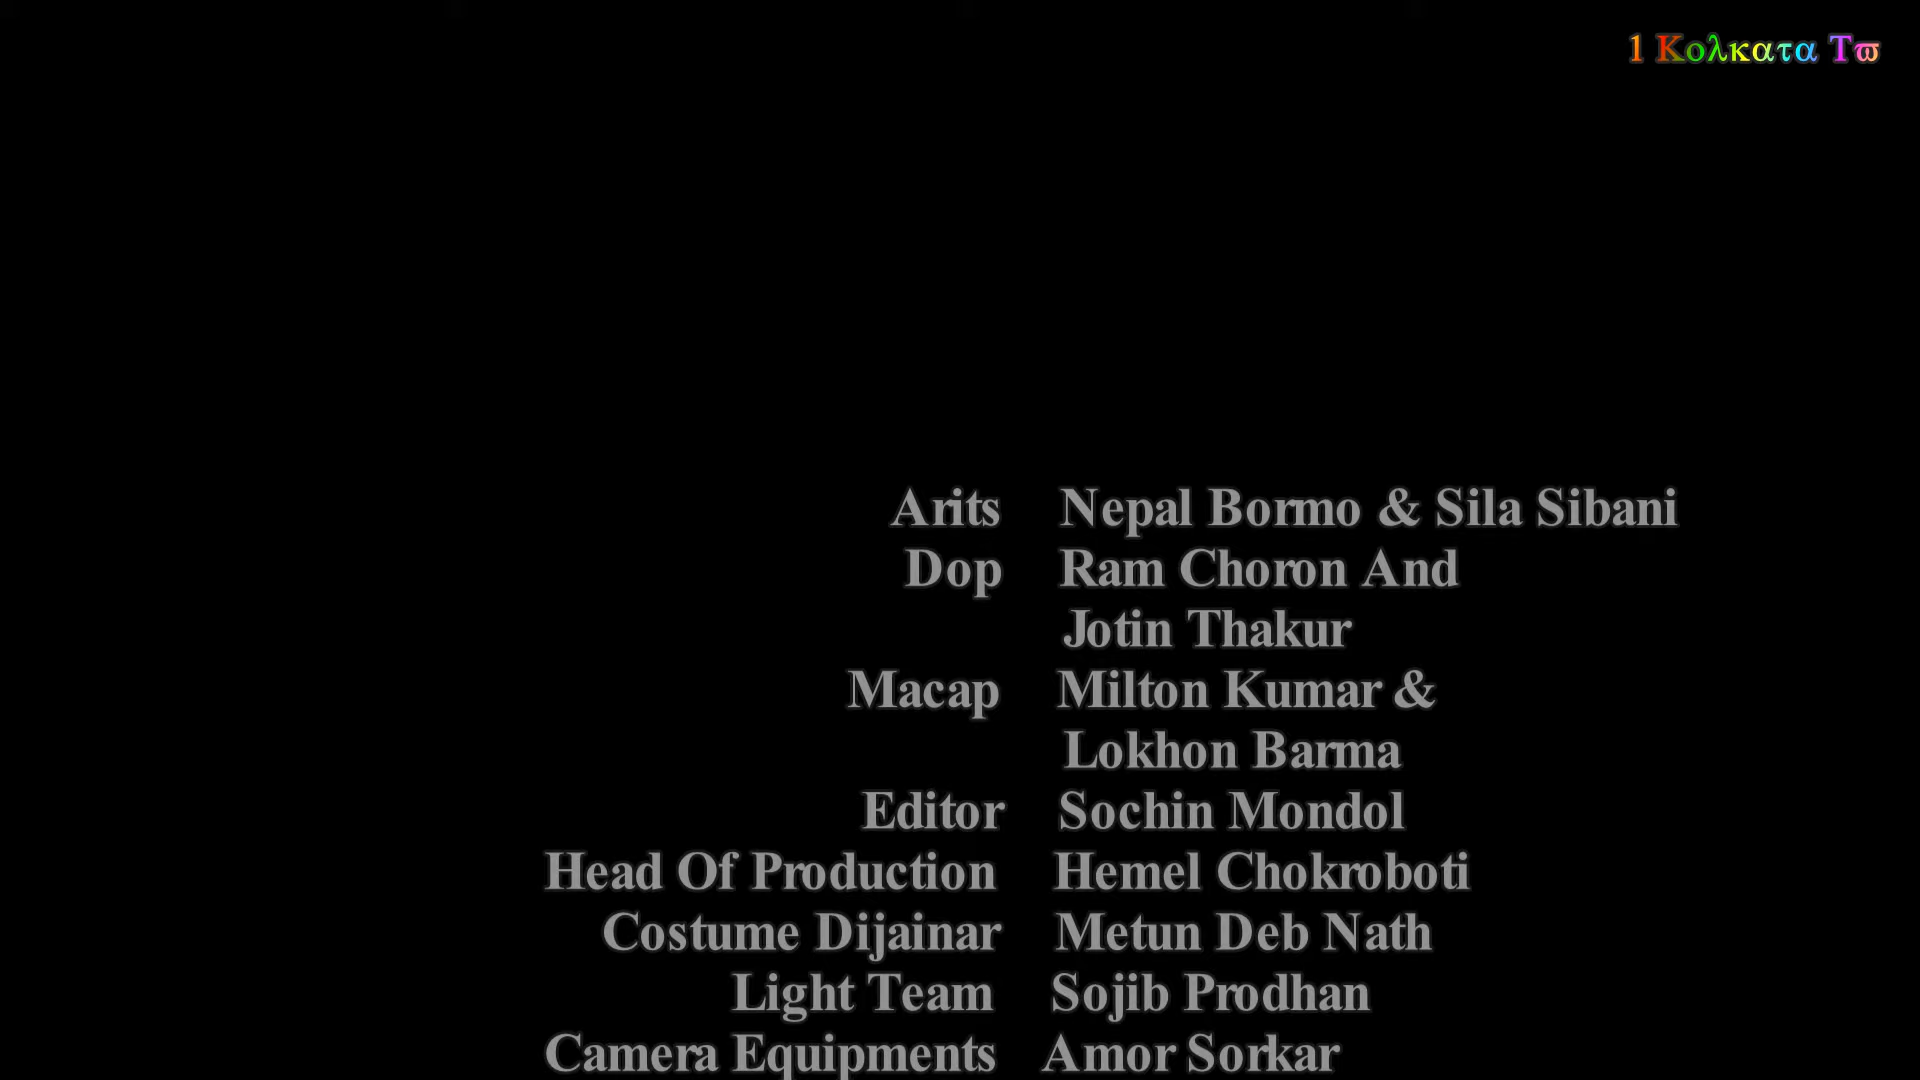 1 Κολκατα Τϖ
Arits Nepal Bormo & Sila Sibani
Dop Ram Choron And
Jotin Thakur
Macap Milton Kumar &
Lokhon Barma
Editor Sochin Mondol
Head Of Production Hemel Chokroboti
Costume Dijainar Metun Deb Nath
Light Team Sojib Prodhan
Camera Equipments Amor Sorkar